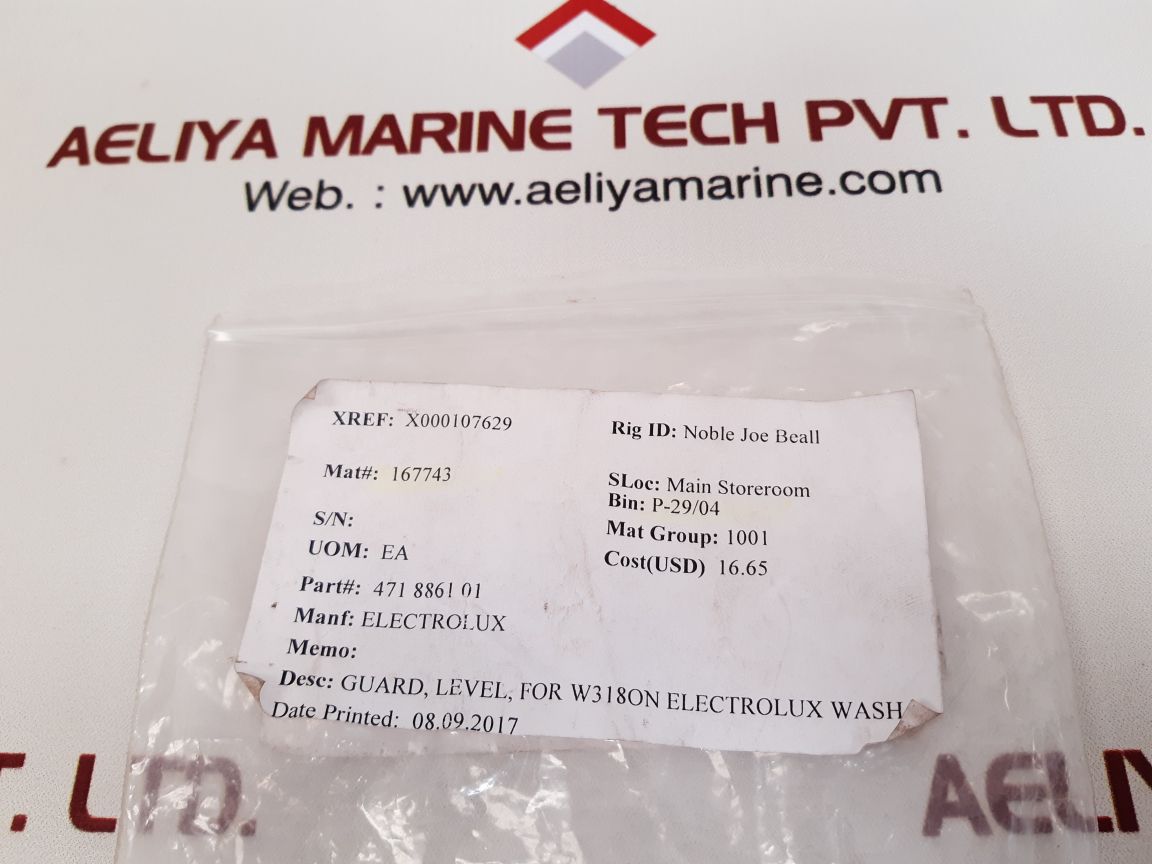 AELIYA MARINE TECH PVT. LTD.
Web. : www.aeliyamarine.com
XREF: X000107629
Rig ID: Noble Joe Beall
Mat#: 167743
SLoc: Main Storeroom
Bin: P-29/04
S/N:
Mat Group: 1001
UOM: EA
Cost(USD) 16.65
Part#: 471 8861 01
Manf: ELECTROLUX
Memo:
Desc: GUARD, LEVEL, FOR W318ON ELECTROLUX WASH
Date Printed: 08.09.2017
T. LTD.
AELIY